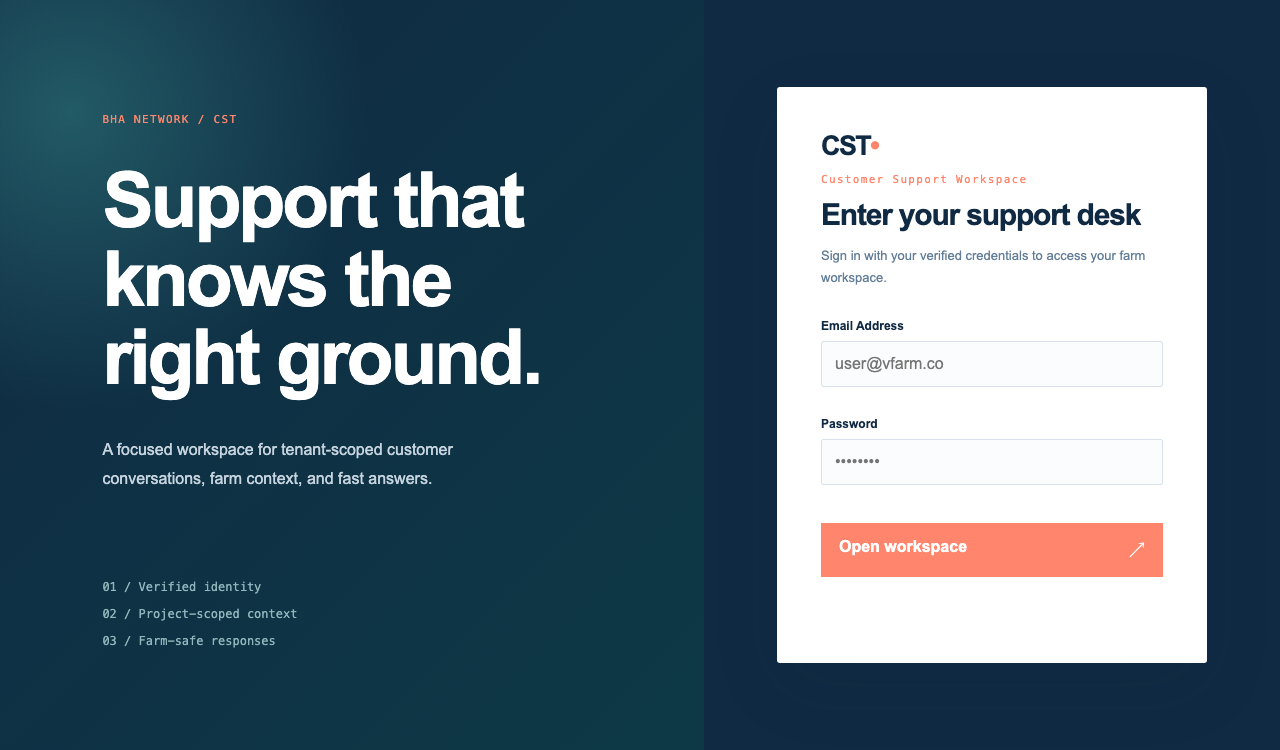 BHA NETWORK / CST
Support that
knows the
right ground.
A focused workspace for tenant-scoped customer
conversations, farm context, and fast answers.
01 / Verified identity
02 / Project-scoped context
03 / Farm-safe responses
CST
Customer Support Workspace
Enter your support desk
Sign in with your verified credentials to access your farm
workspace.
Email Address
user@vfarm.co
Password
••••••••
Open workspace ↗